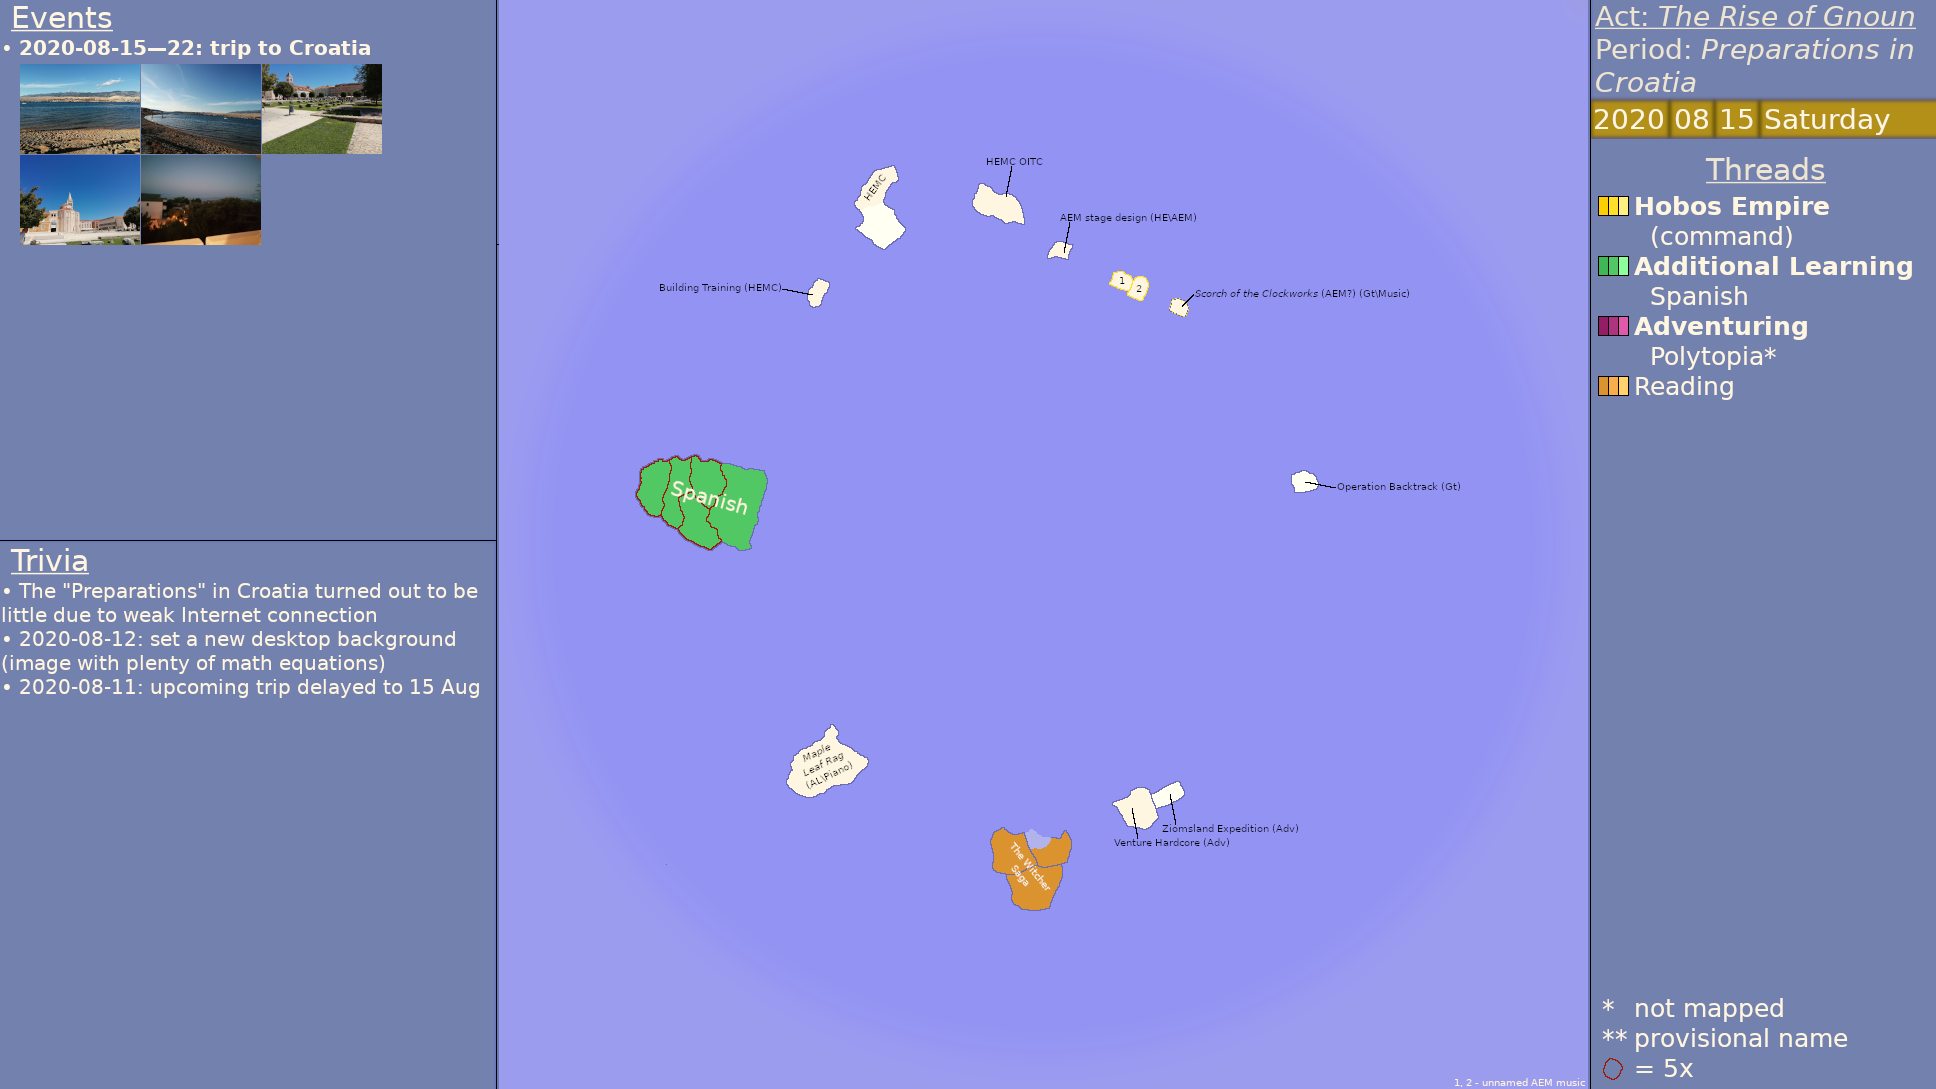 Events
• 2020-08-15—22: trip to Croatia
Trivia
• The "Preparations" in Croatia turned out to be
little due to weak Internet connection
• 2020-08-12: set a new desktop background
(image with plenty of math equations)
• 2020-08-11: upcoming trip delayed to 15 Aug
HEMC
HEMC OITC
AEM stage design (HE\AEM)
Building Training (HEMC)
1
2
Scorch of the Clockworks (AEM?) (Gt\Music)
Spanish
Operation Backtrack (Gt)
Maple
Leaf Rag
(AL\Piano)
The Witcher
Saga
Ziomsland Expedition (Adv)
Venture Hardcore (Adv)
1, 2 - unnamed AEM music
Act: The Rise of Gnoun
Period: Preparations in
Croatia
2020 08 15 Saturday
Threads
Hobos Empire
(command)
Additional Learning
Spanish
Adventuring
Polytopia*
Reading
* not mapped
** provisional name
= 5x